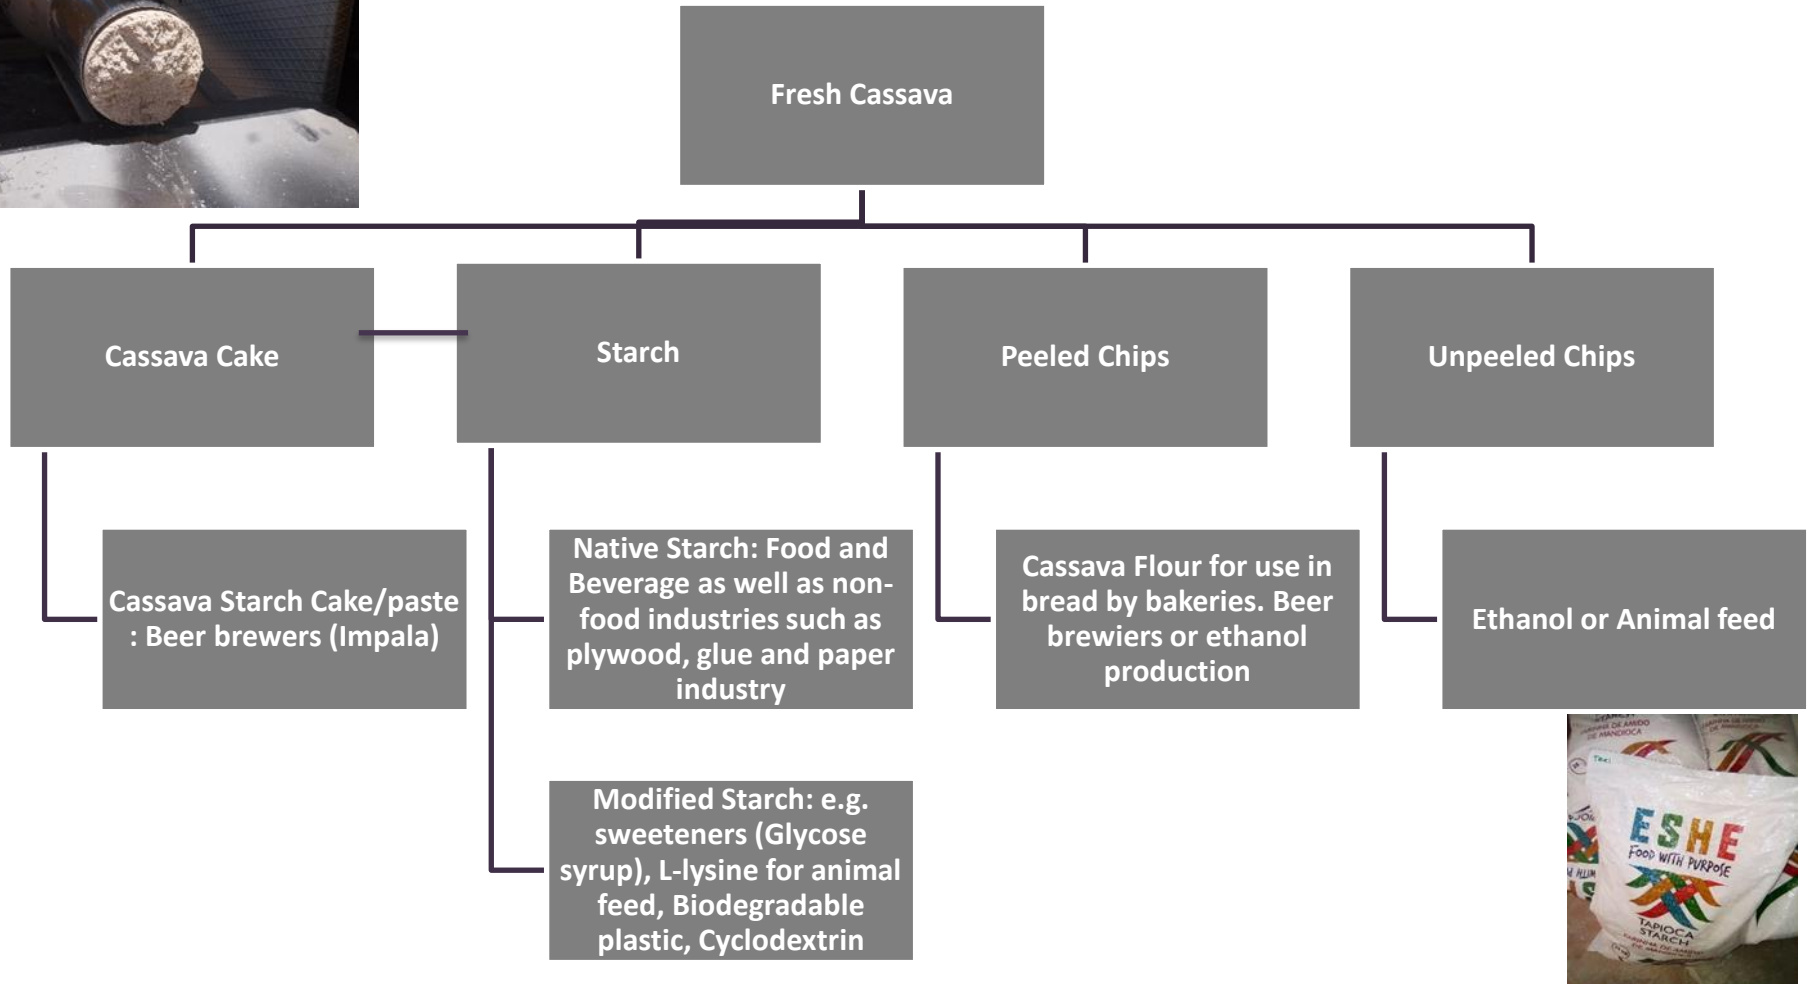 Fresh Cassava
Cassava Cake
Starch
Peeled Chips
Unpeeled Chips
Cassava Starch Cake/paste
: Beer brewers (Impala)
Native Starch: Food and
Beverage as well as non-
food industries such as
plywood, glue and paper
industry
Cassava Flour for use in
bread by bakeries. Beer
brewiers or ethanol
production
Ethanol or Animal feed
Modified Starch: e.g.
sweeteners (Glycose
syrup), L-lysine for animal
feed, Biodegradable
plastic, Cyclodextrin
DE MANDIOCA
ESHE
FOOD WITH PURPOSE
TAPIOCA
STARCH